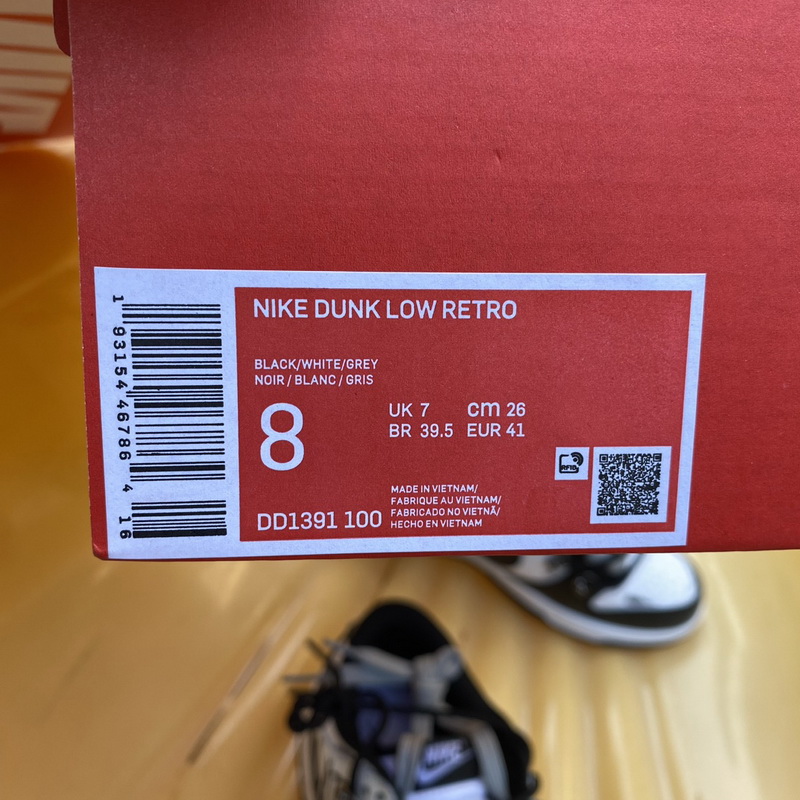 NIKE DUNK LOW RETRO
BLACK/WHITE/GREY
NOIR / BLANC / GRIS
8
UK 7 cm 26
BR 39.5 EUR 41
RFID
MADE IN VIETNAM/
FABRIQUE AU VIETNAM/
FABRICADO NO VIETNÃ/
HECHO EN VIETNAM
DD1391 100
1 93154 46786 4 16
NIKE